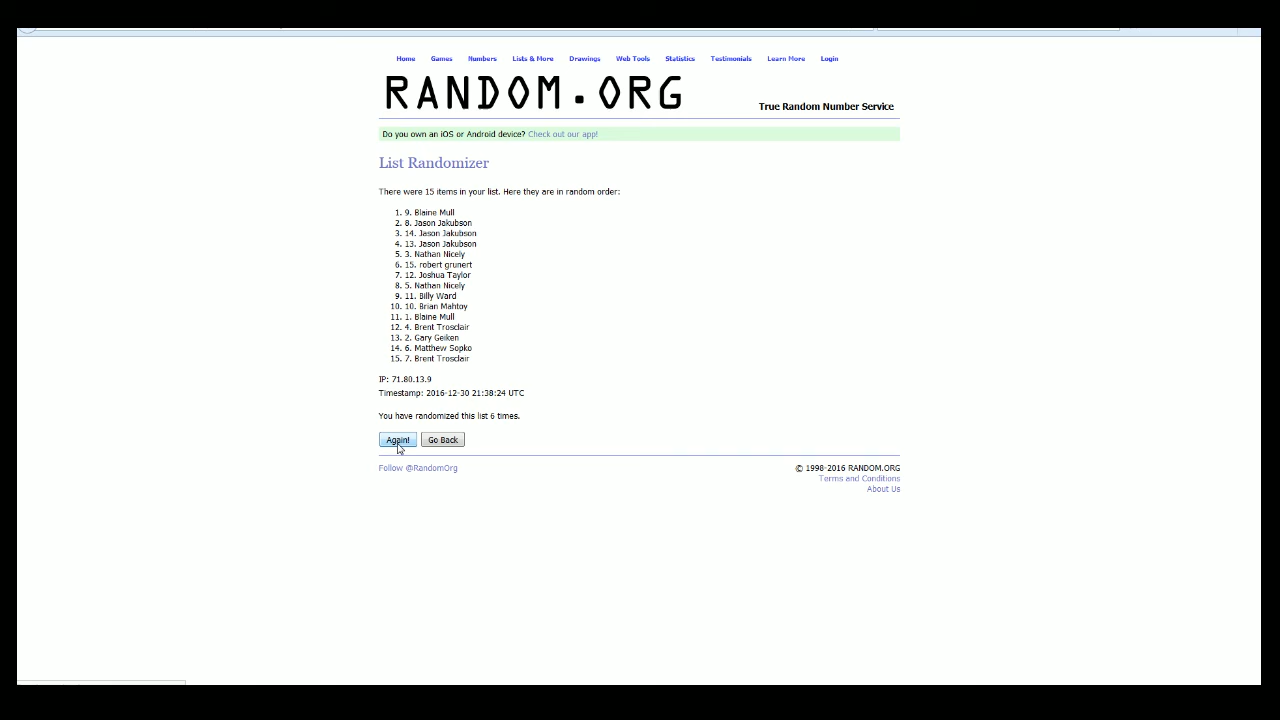 Home Games Numbers Lists & More Drawings Web Tools Statistics Testimonials Learn More Login
RANDOM.ORG
True Random Number Service
Do you own an iOS or Android device? Check out our app!
List Randomizer
There were 15 items in your list. Here they are in random order:
1. 9. Blaine Mull
2. 8. Jason Jakubson
3. 14. Jason Jakubson
4. 13. Jason Jakubson
5. 3. Nathan Nicely
6. 15. robert grunert
7. 12. Joshua Taylor
8. 5. Nathan Nicely
9. 11. Billy Ward
10. 10. Brian Mahtoy
11. 1. Blaine Mull
12. 4. Brent Trosclair
13. 2. Gary Geiken
14. 6. Matthew Sopko
15. 7. Brent Trosclair
IP: 71.80.13.9
Timestamp: 2016-12-30 21:38:24 UTC
You have randomized this list 6 times.
Again! Go Back
Follow @RandomOrg
© 1998-2016 RANDOM.ORG
Terms and Conditions
About Us